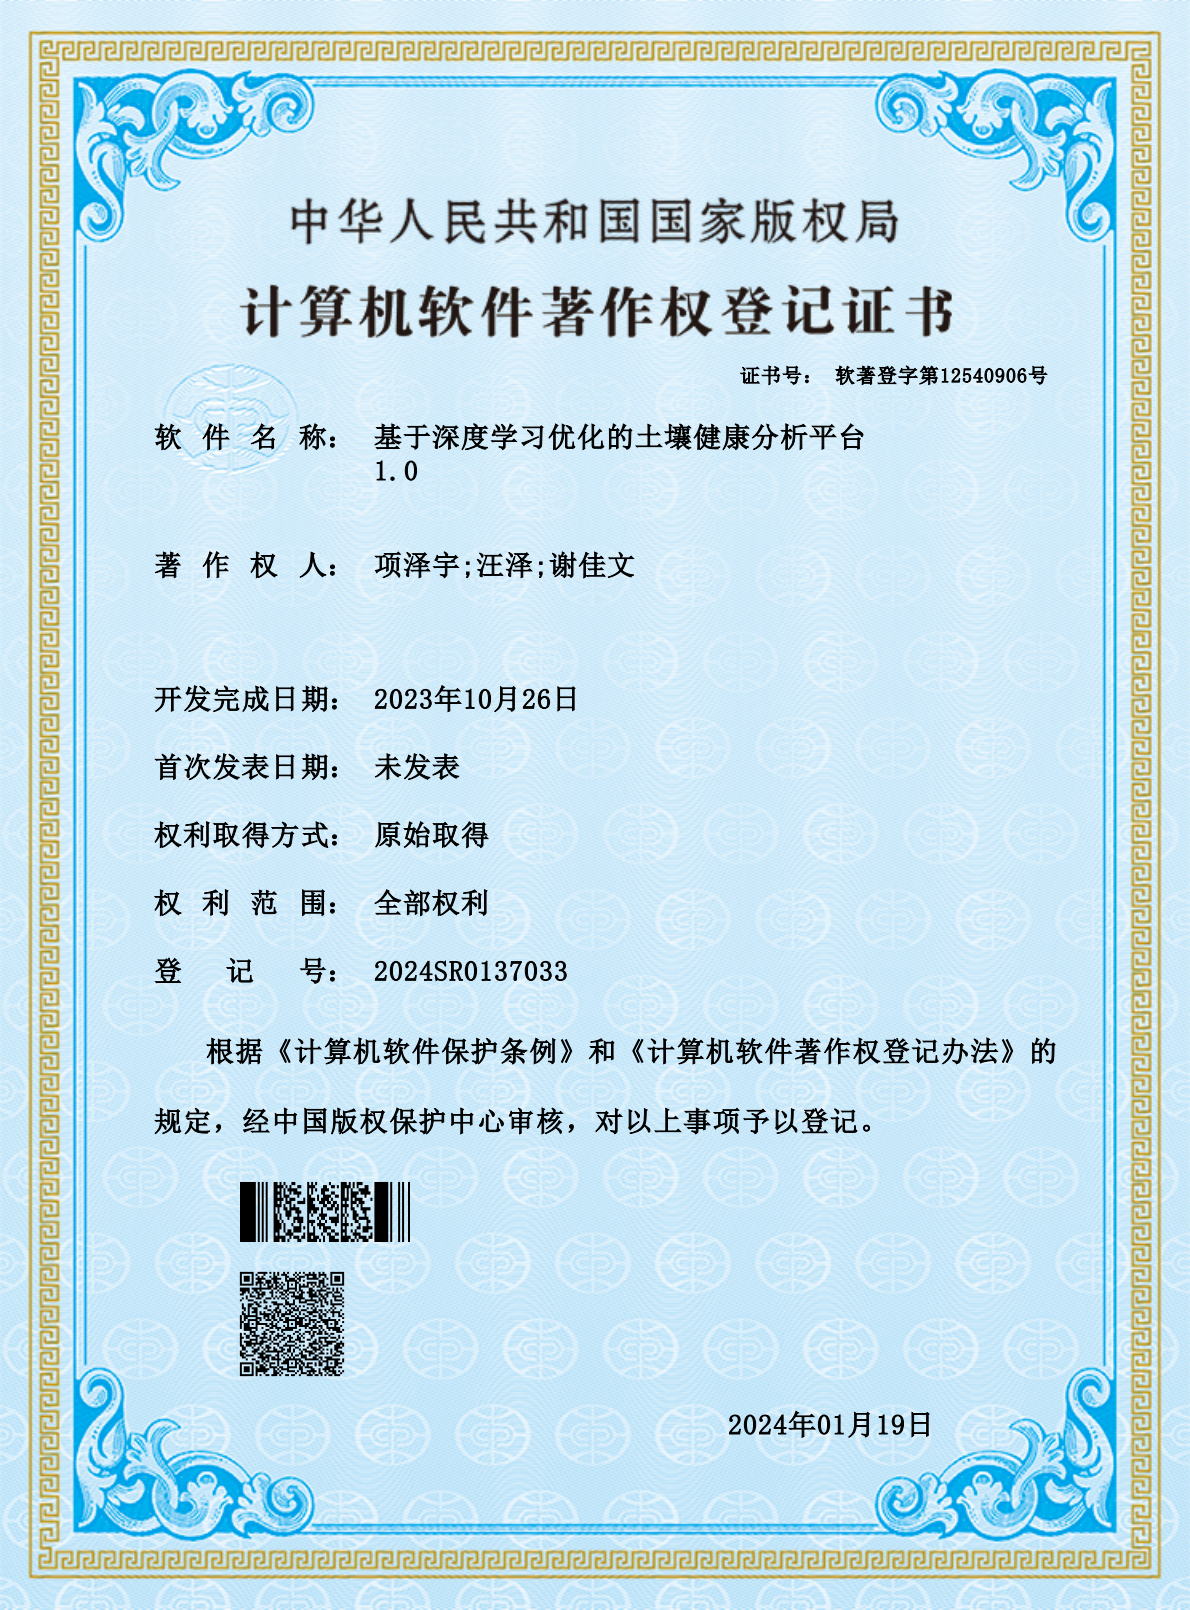 中华人民共和国国家版权局
计算机软件著作权登记证书
证书号： 软著登字第12540906号
软件名称： 基于深度学习优化的土壤健康分析平台
1.0
著作权人： 项泽宇;汪泽;谢佳文
开发完成日期： 2023年10月26日
首次发表日期： 未发表
权利取得方式： 原始取得
权利范围： 全部权利
登记号： 2024SR0137033
根据《计算机软件保护条例》和《计算机软件著作权登记办法》的
规定，经中国版权保护中心审核，对以上事项予以登记。
2024年01月19日